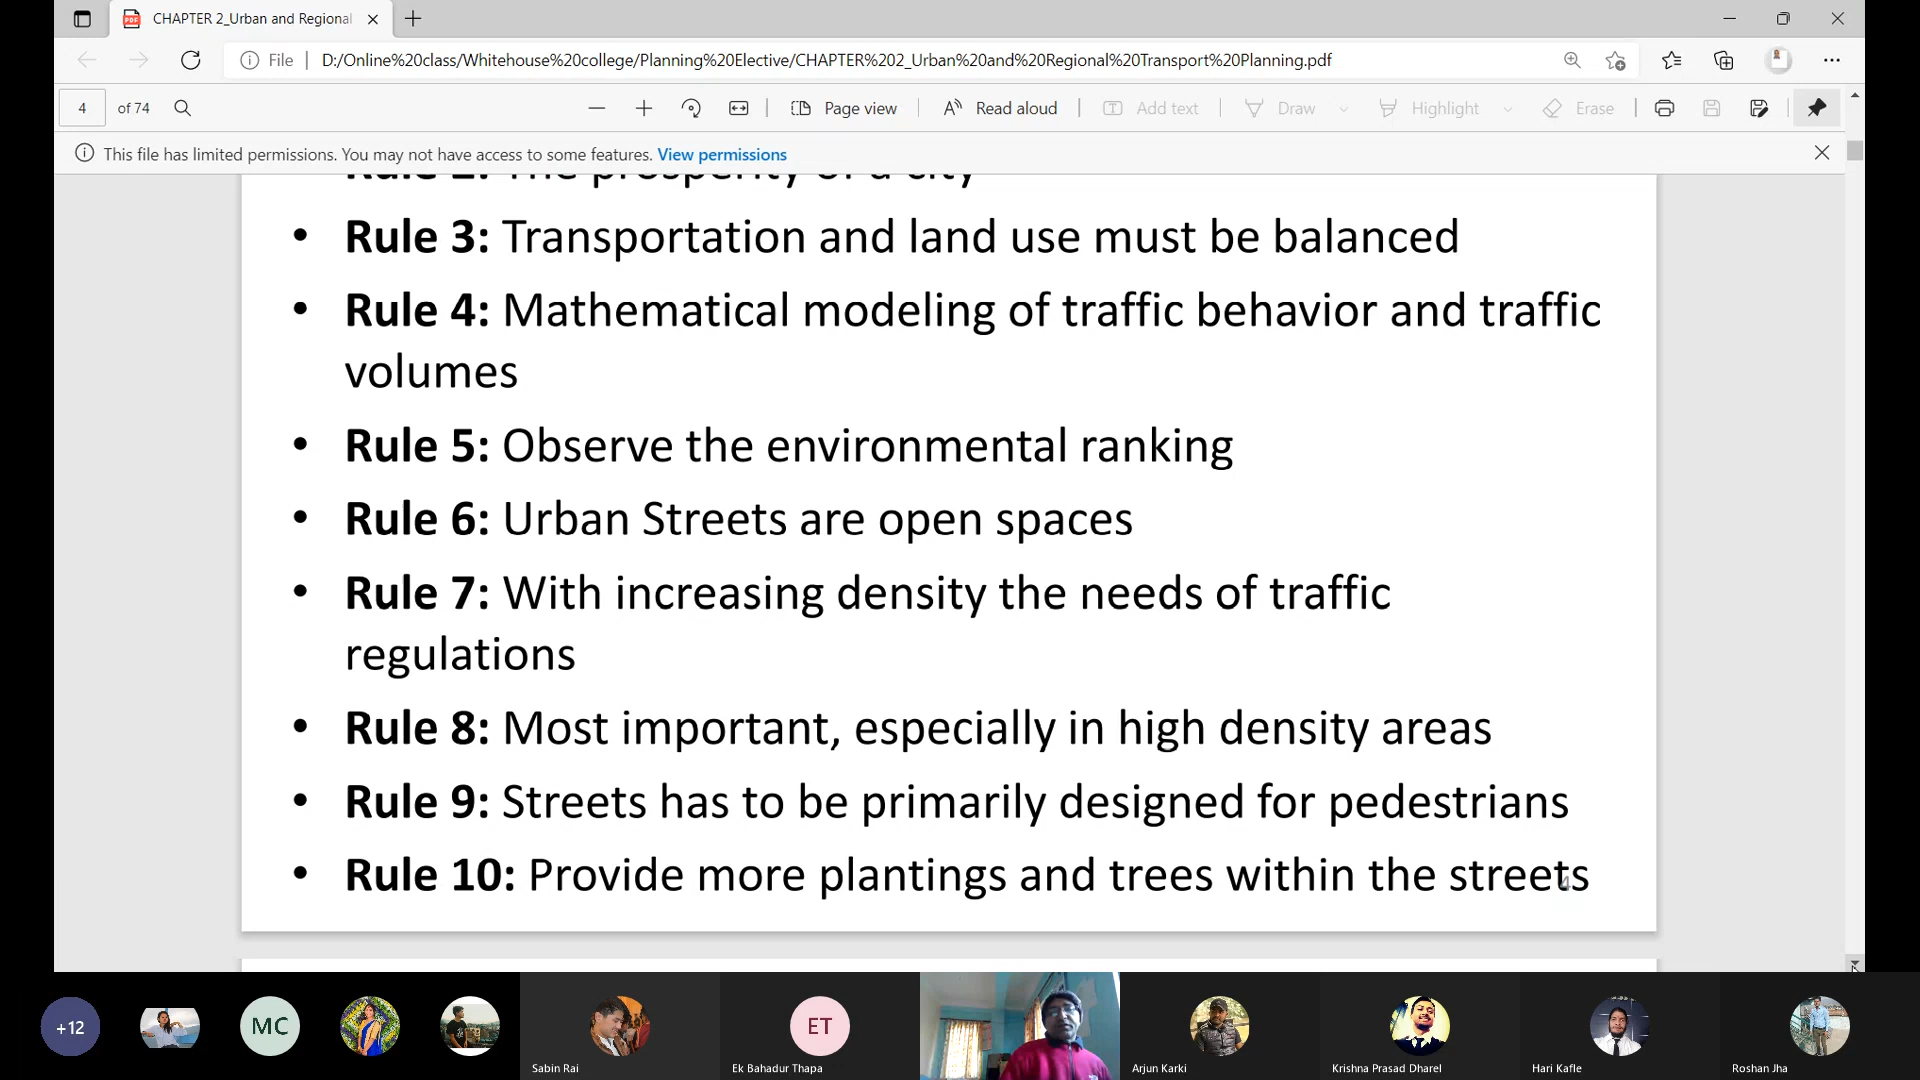 CHAPTER 2_Urban and Regional
File
D:/Online%20class/Whitehouse%20college/Planning%20Elective/CHAPTER%202_Urban%20and%20Regional%20Transport%20Planning.pdf
4 of 74
Page view
Read aloud
Add text
Draw
Highlight
Erase
This file has limited permissions. You may not have access to some features. View permissions
Rule 2: The prosperity of a city
• Rule 3: Transportation and land use must be balanced
• Rule 4: Mathematical modeling of traffic behavior and traffic
volumes
• Rule 5: Observe the environmental ranking
• Rule 6: Urban Streets are open spaces
• Rule 7: With increasing density the needs of traffic
regulations
• Rule 8: Most important, especially in high density areas
• Rule 9: Streets has to be primarily designed for pedestrians
• Rule 10: Provide more plantings and trees within the streets
4
+12
MC
ET
Sabin Rai
Ek Bahadur Thapa
Arjun Karki
Krishna Prasad Dharel
Hari Kafle
Roshan Jha